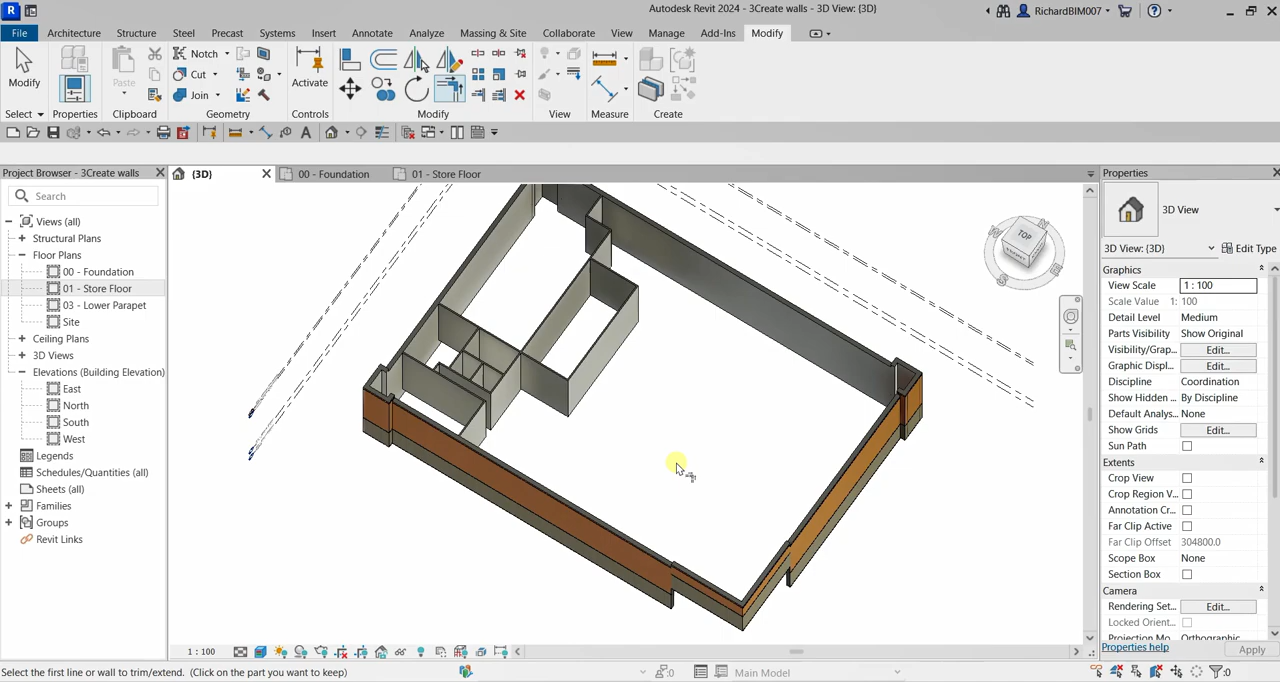 Autodesk Revit 2024 - 3Create walls - 3D View: {3D}
RichardBIM007
File Architecture Structure Steel Precast Systems Insert Annotate Analyze Massing & Site Collaborate View Manage Add-Ins Modify
Modify Paste Notch Cut Join Activate
Select Properties Clipboard Geometry Controls Modify View Measure Create
Project Browser - 3Create walls
{3D} 00 - Foundation 01 - Store Floor
Properties
Search
Views (all)
Structural Plans
Floor Plans
00 - Foundation
01 - Store Floor
03 - Lower Parapet
Site
Ceiling Plans
3D Views
Elevations (Building Elevation)
East
North
South
West
Legends
Schedules/Quantities (all)
Sheets (all)
Families
Groups
Revit Links
TOP
3D View
3D View: {3D} Edit Type
Graphics
View Scale 1 : 100
Scale Value 1: 100
Detail Level Medium
Parts Visibility Show Original
Visibility/Grap... Edit...
Graphic Displ... Edit...
Discipline Coordination
Show Hidden ... By Discipline
Default Analys... None
Show Grids Edit...
Sun Path
Extents
Crop View
Crop Region V...
Annotation Cr...
Far Clip Active
Far Clip Offset 304800.0
Scope Box None
Section Box
Camera
Rendering Set... Edit...
Locked Orient...
Projection Mo... Orthographic
Properties help Apply
1 : 100
Select the first line or wall to trim/extend. (Click on the part you want to keep)
:0
Main Model
:0